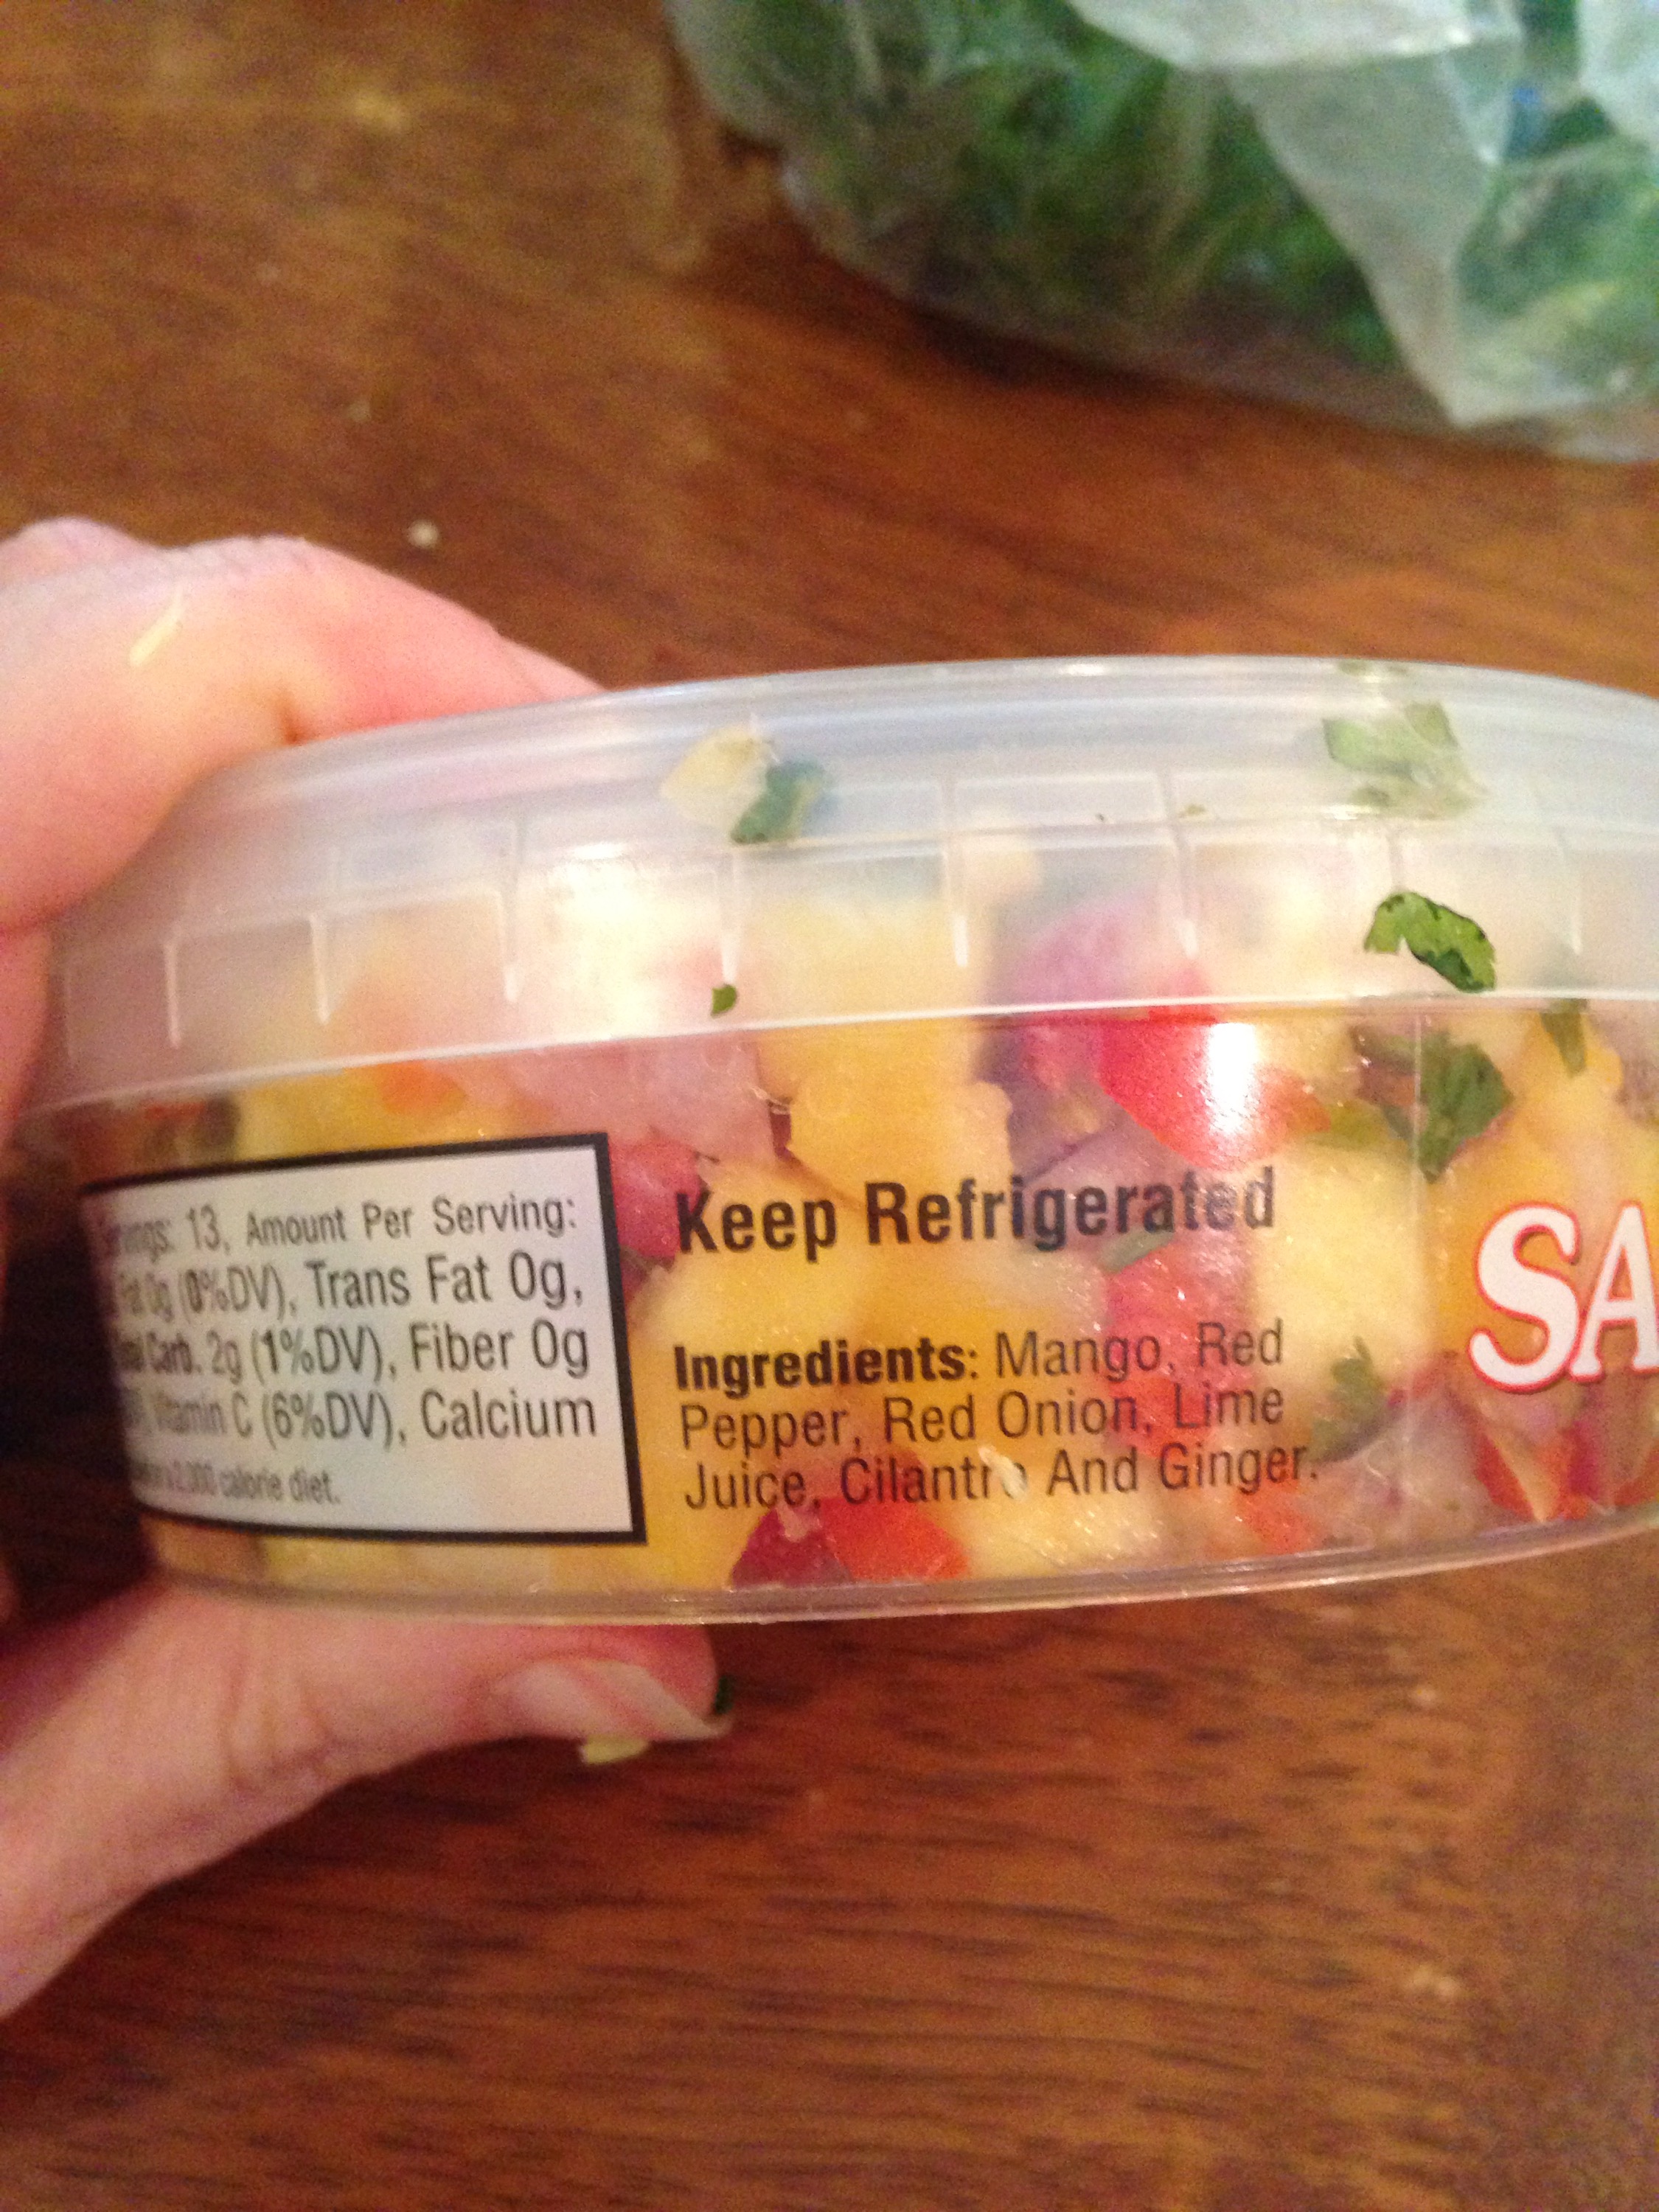 Servings: 13, Amount Per Serving:
Fat 0g (0%DV), Trans Fat 0g,
Carb. 2g (1%DV), Fiber 0g
Vitamin C (6%DV), Calcium
2,000 calorie diet.
Keep Refrigerated
Ingredients: Mango, Red
Pepper, Red Onion, Lime
Juice, Cilantro And Ginger.
SA